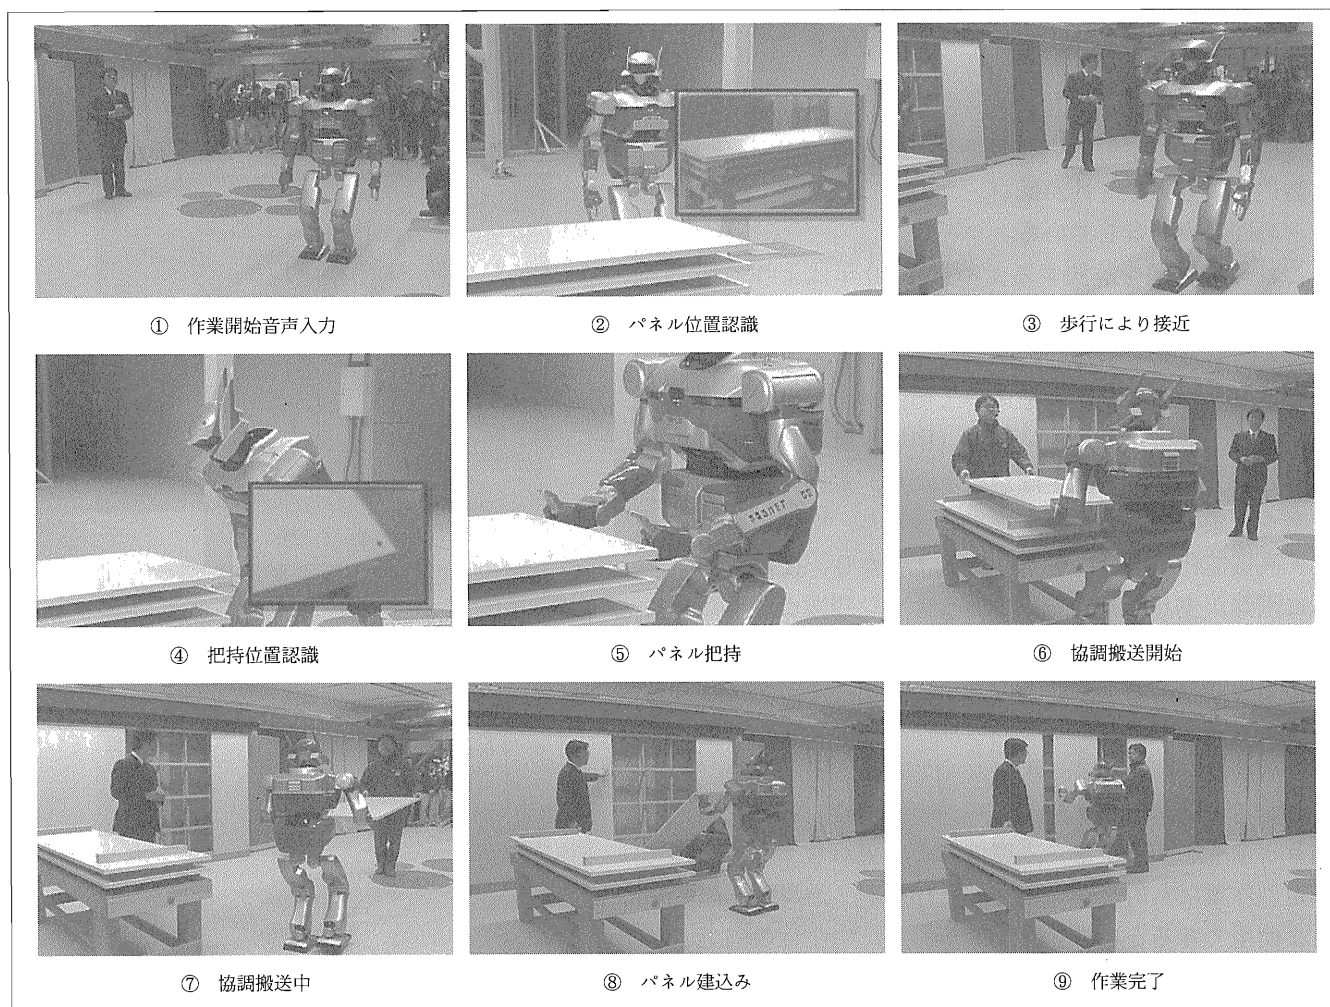 ① 作業開始音声入力
② パネル位置認識
③ 歩行により接近
④ 把持位置認識
PROMET
⑤ パネル把持
⑥ 協調搬送開始
⑦ 協調搬送中
⑧ パネル建込み
⑨ 作業完了